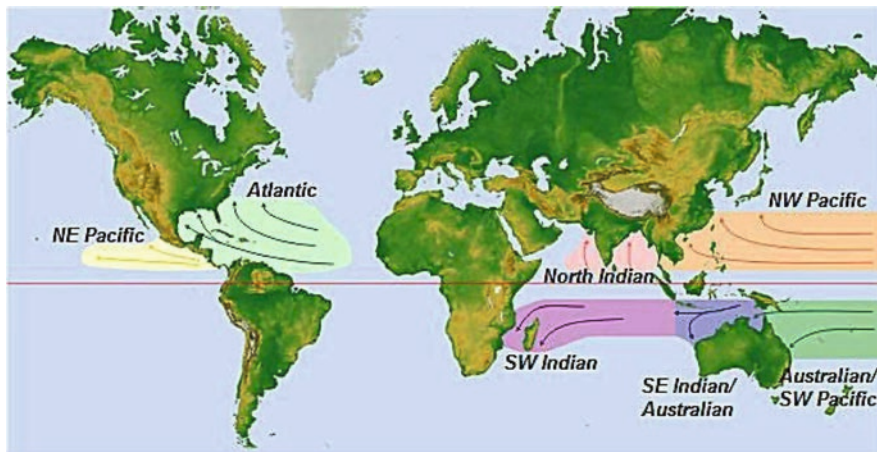 Atlantic
NW Pacific
NE Pacific
North Indian
SW Indian
SE Indian/
Australian
Australian/
SW Pacific